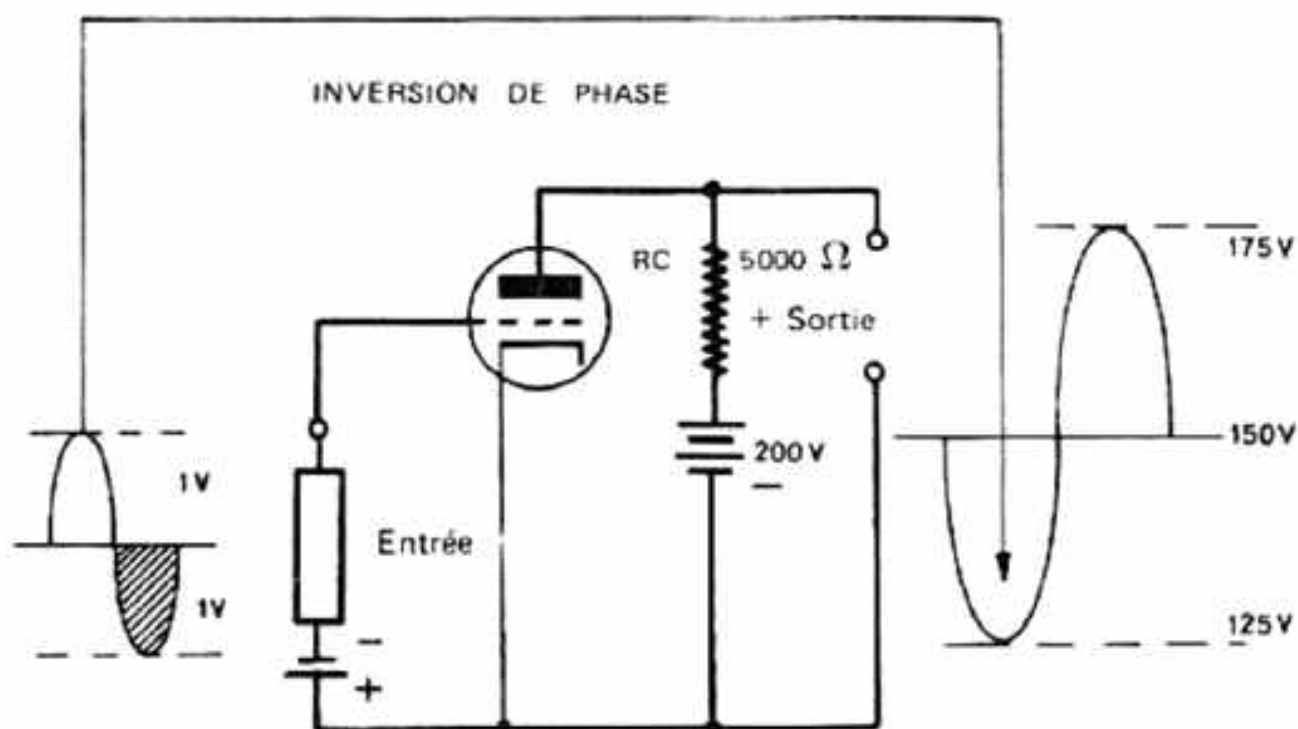 INVERSION DE PHASE
RC 5000 Ω
+ Sortie
175V
150V
125V
200V
−
1V
1V
Entrée
−
+